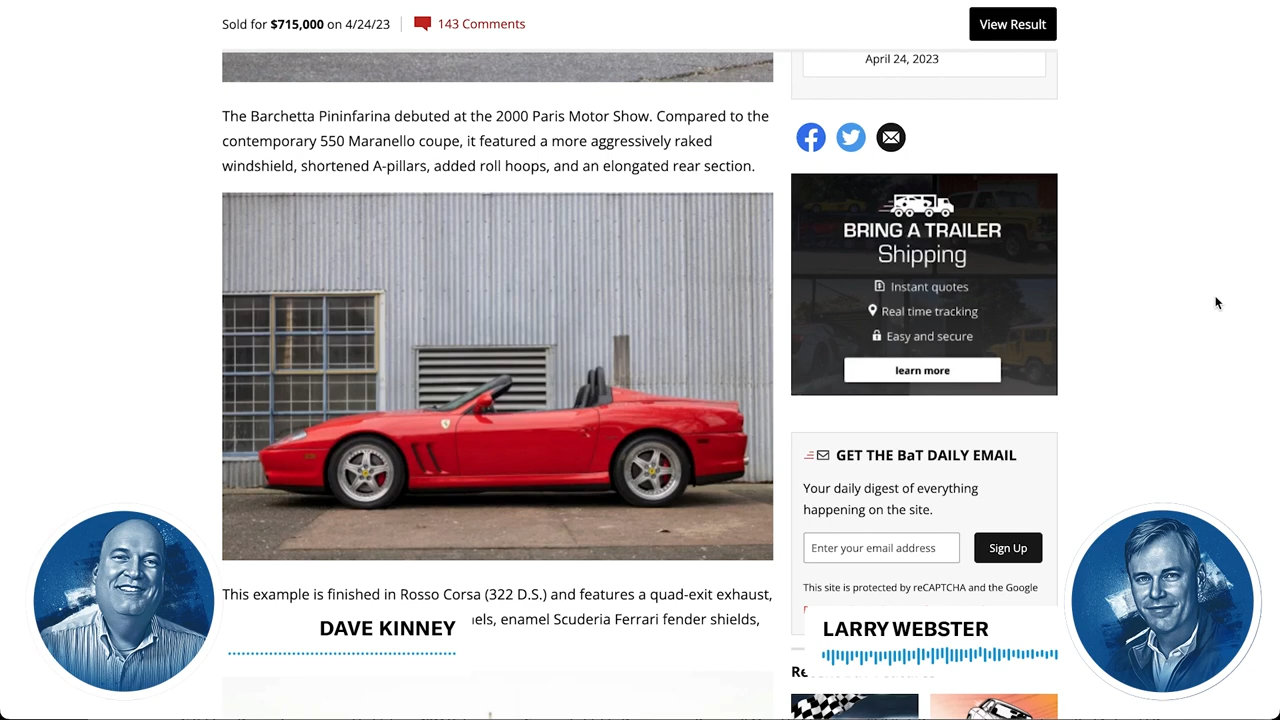 Sold for $715,000 on 4/24/23
143 Comments
View Result
April 24, 2023
The Barchetta Pininfarina debuted at the 2000 Paris Motor Show. Compared to the
contemporary 550 Maranello coupe, it featured a more aggressively raked
windshield, shortened A-pillars, added roll hoops, and an elongated rear section.
BRING A TRAILER
Shipping
Instant quotes
Real time tracking
Easy and secure
learn more
GET THE BaT DAILY EMAIL
Your daily digest of everything
happening on the site.
Enter your email address
Sign Up
This site is protected by reCAPTCHA and the Google
This example is finished in Rosso Corsa (322 D.S.) and features a quad-exit exhaust,
enamel Scuderia Ferrari fender shields,
DAVE KINNEY
LARRY WEBSTER